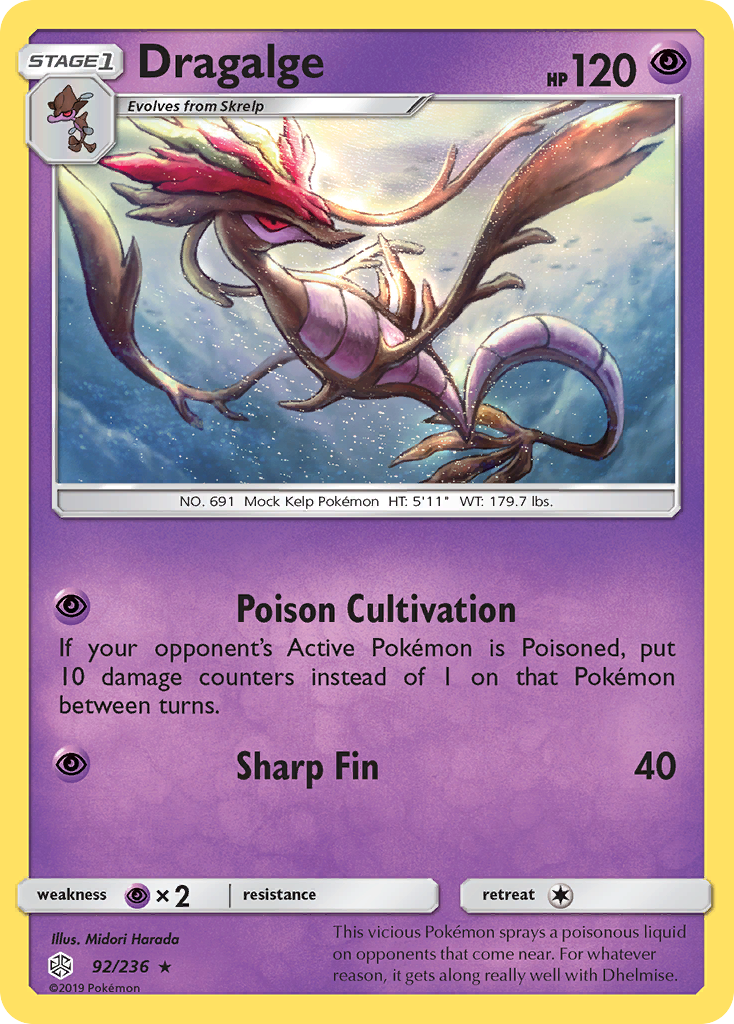 STAGE1
Dragalge
HP 120
Evolves from Skrelp
NO. 691 Mock Kelp Pokémon HT: 5'11" WT: 179.7 lbs.
Poison Cultivation
If your opponent's Active Pokémon is Poisoned, put
10 damage counters instead of 1 on that Pokémon
between turns.
Sharp Fin 40
weakness ×2 resistance retreat
Illus. Midori Harada
92/236 ★
©2019 Pokémon
This vicious Pokémon sprays a poisonous liquid
on opponents that come near. For whatever
reason, it gets along really well with Dhelmise.